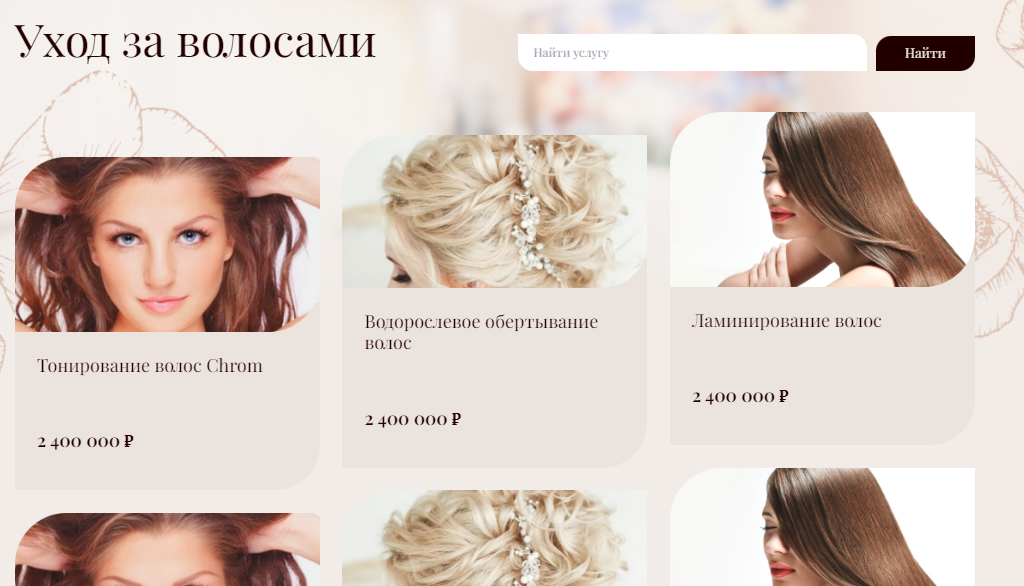 Уход за волосами
Найти услугу
Найти
Тонирование волос Chrom
2 400 000 ₽
Водорослевое обертывание
волос
2 400 000 ₽
Ламинирование волос
2 400 000 ₽